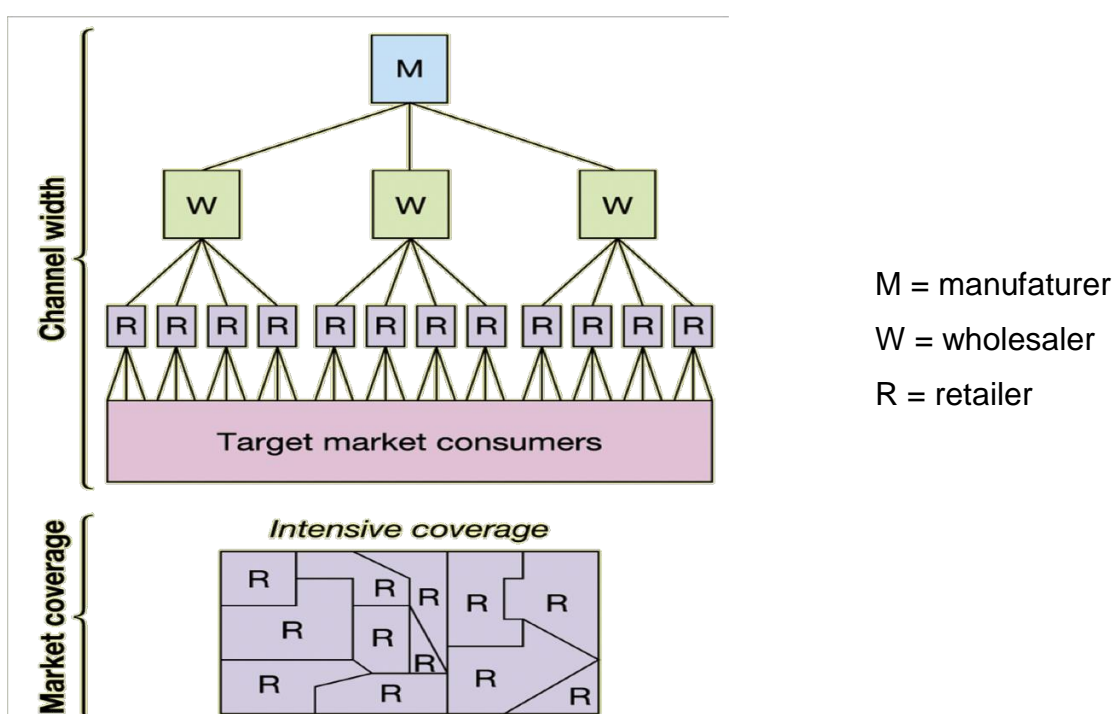 M
W W W
R R R R R R R R R R R R
Channel width
Target market consumers
M = manufaturer
W = wholesaler
R = retailer
Intensive coverage
Market coverage
R R R R R
R R
R
R R R R